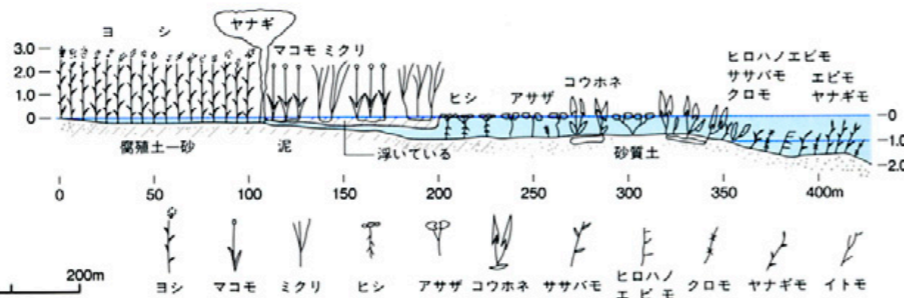 ヤナギ
ヨ シ
マコモ ミクリ
ヒロハノエビモ
ササバモ エビモ
クロモ ヤナギモ
コウホネ
ヒシ アサザ
3.0
2.0
1.0
0
0
-1.0
-2.0
腐殖土—砂 泥 浮いている 砂質土
0 50 100 150 200 250 300 350 400m
200m
ヨシ マコモ ミクリ ヒシ アサザ コウホネ ササバモ ヒロハノ クロモ ヤナギモ イトモ
エビモ